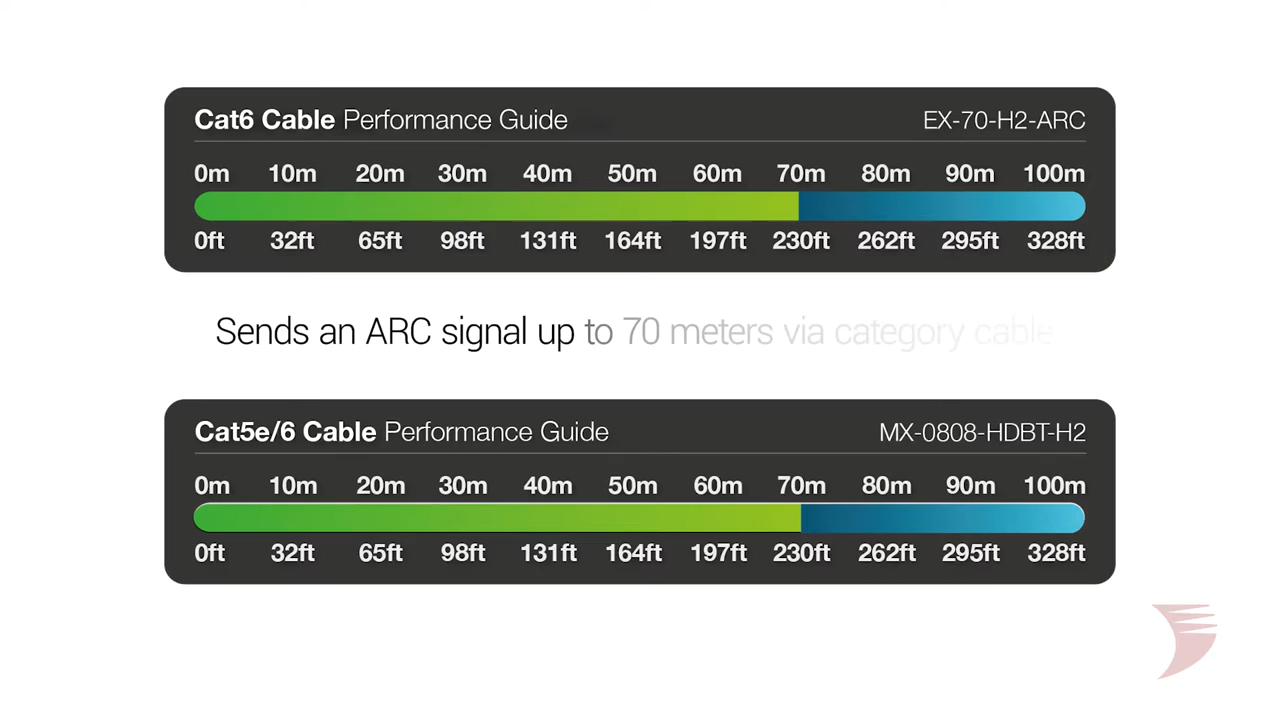 Cat6 Cable Performance Guide EX-70-H2-ARC
0m 10m 20m 30m 40m 50m 60m 70m 80m 90m 100m
0ft 32ft 65ft 98ft 131ft 164ft 197ft 230ft 262ft 295ft 328ft
Sends an ARC signal up to 70 meters via category cable
Cat5e/6 Cable Performance Guide MX-0808-HDBT-H2
0m 10m 20m 30m 40m 50m 60m 70m 80m 90m 100m
0ft 32ft 65ft 98ft 131ft 164ft 197ft 230ft 262ft 295ft 328ft